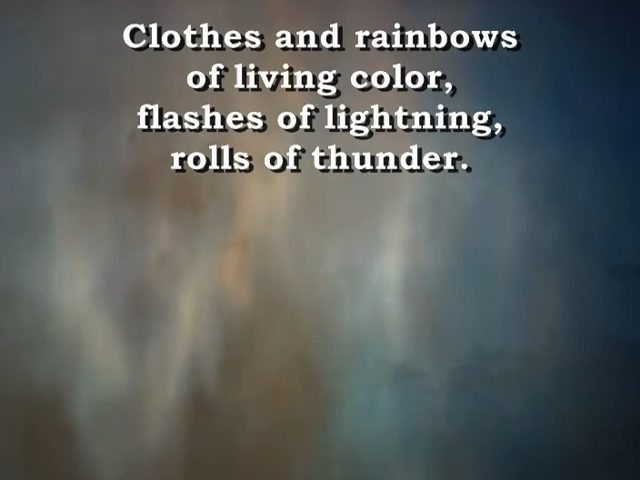 Clothes and rainbows
of living color,
flashes of lightning,
rolls of thunder.